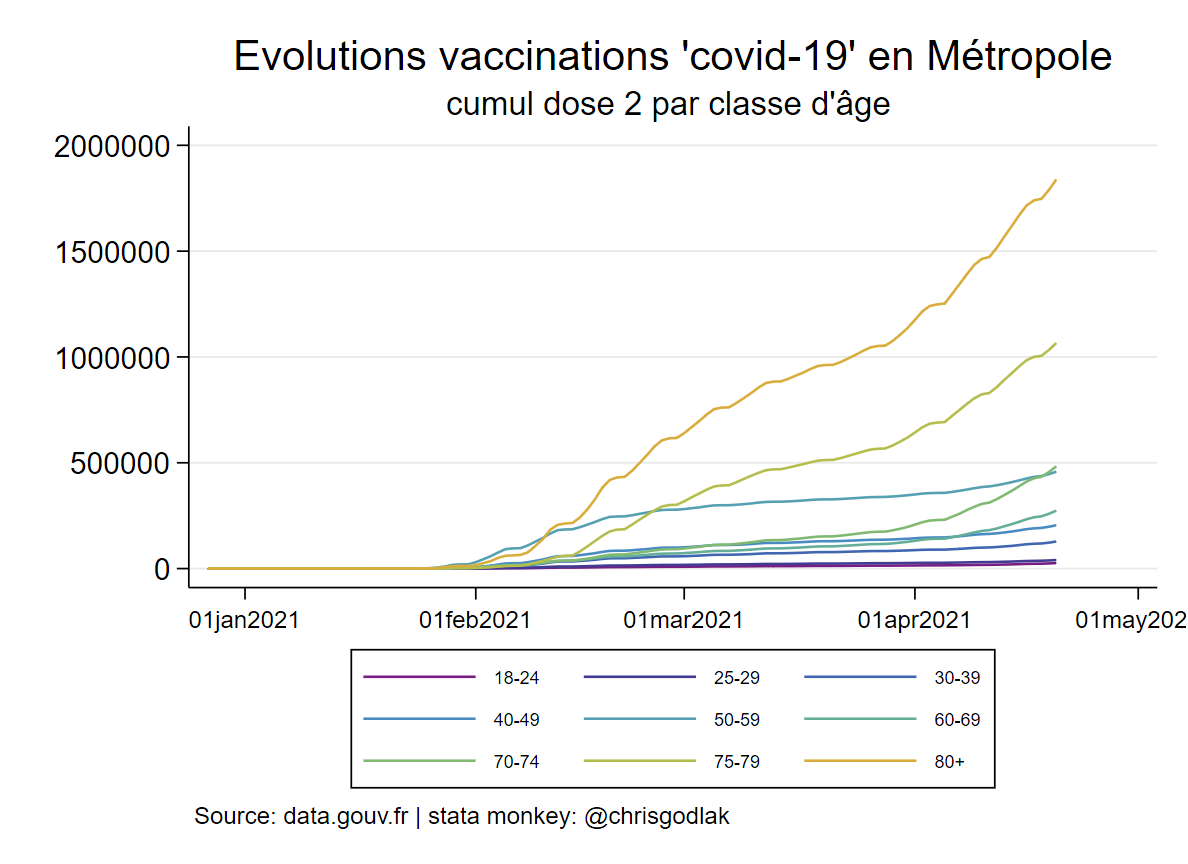 Evolutions vaccinations 'covid-19' en Métropole
cumul dose 2 par classe d'âge
2000000
1500000
1000000
500000
0
01jan2021 01feb2021 01mar2021 01apr2021 01may202
18-24 25-29 30-39
40-49 50-59 60-69
70-74 75-79 80+
Source: data.gouv.fr | stata monkey: @chrisgodlak